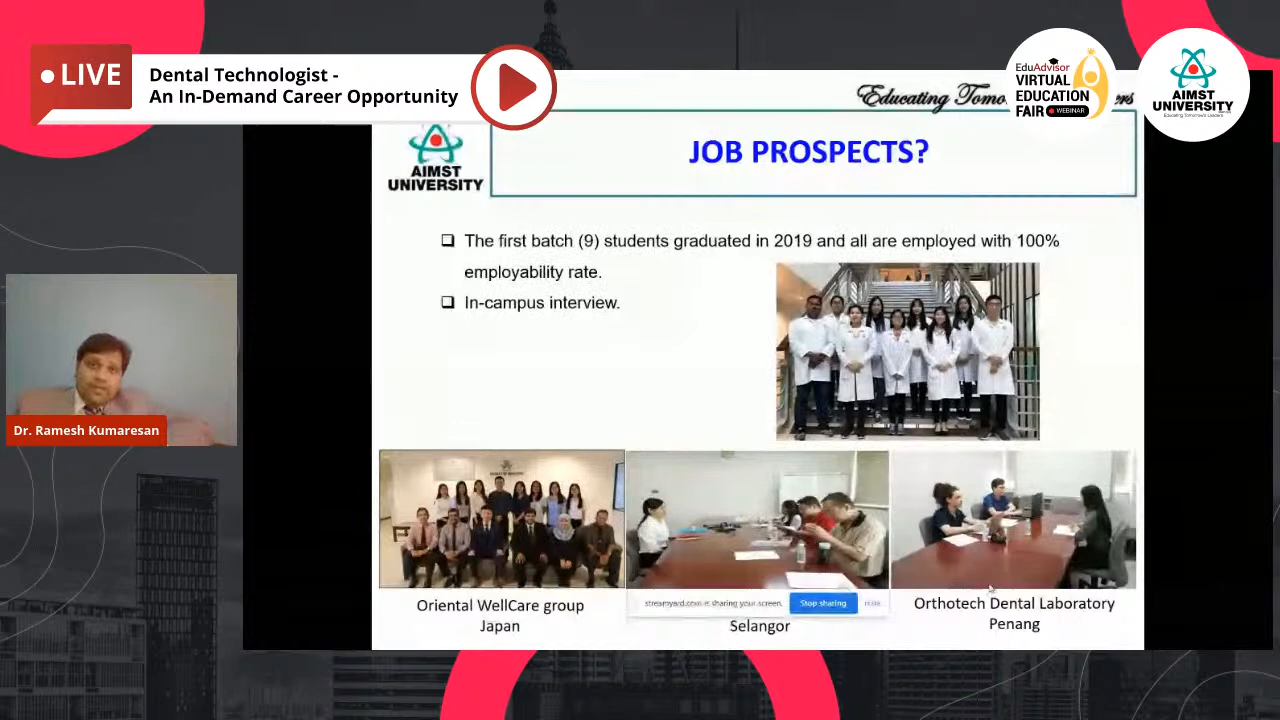 LIVE
Dental Technologist -
An In-Demand Career Opportunity
EduAdvisor
VIRTUAL
EDUCATION
FAIR
WEBINAR
AIMST
UNIVERSITY
Educating Tomorrow's Leaders
Educating Tomo
AIMST
UNIVERSITY
JOB PROSPECTS?
❑ The first batch (9) students graduated in 2019 and all are employed with 100%
employability rate.
❑ In-campus interview.
Dr. Ramesh Kumaresan
Oriental WellCare group
Japan
streamyard.com is sharing your screen.
Stop sharing
Hide
Selangor
Orthotech Dental Laboratory
Penang